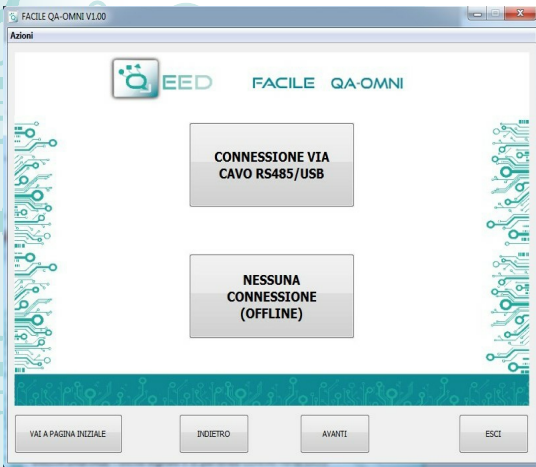 FACILE QA-OMNI V1.00
Azioni
QEED FACILE QA-OMNI
CONNESSIONE VIA
CAVO RS485/USB
NESSUNA
CONNESSIONE
(OFFLINE)
VAI A PAGINA INIZIALE INDIETRO AVANTI ESCI